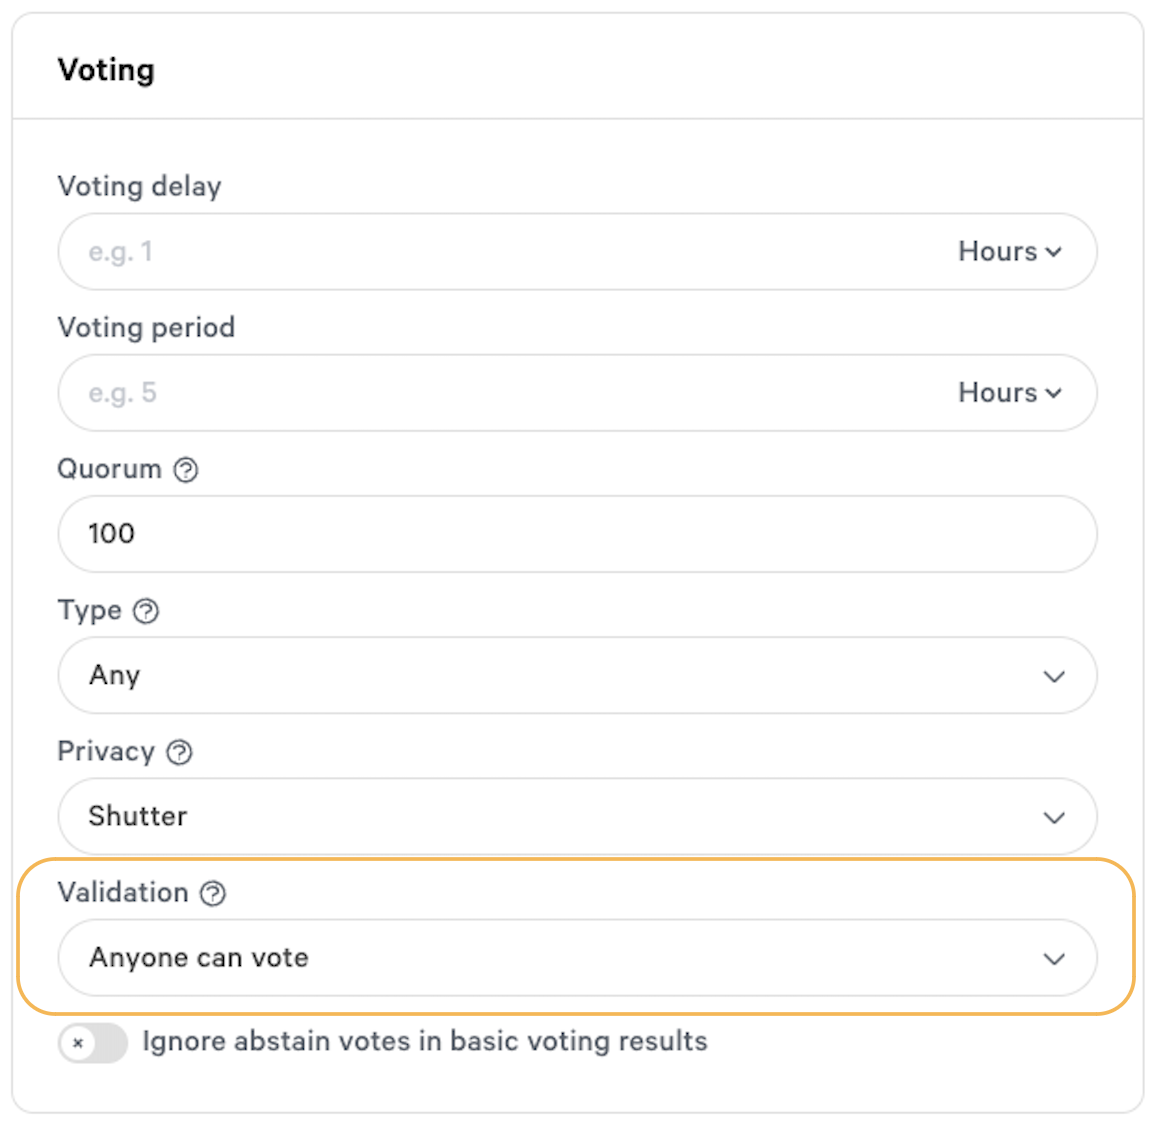 Voting
Voting delay
e.g. 1 Hours
Voting period
e.g. 5 Hours
Quorum ?
100
Type ?
Any
Privacy ?
Shutter
Validation ?
Anyone can vote
Ignore abstain votes in basic voting results